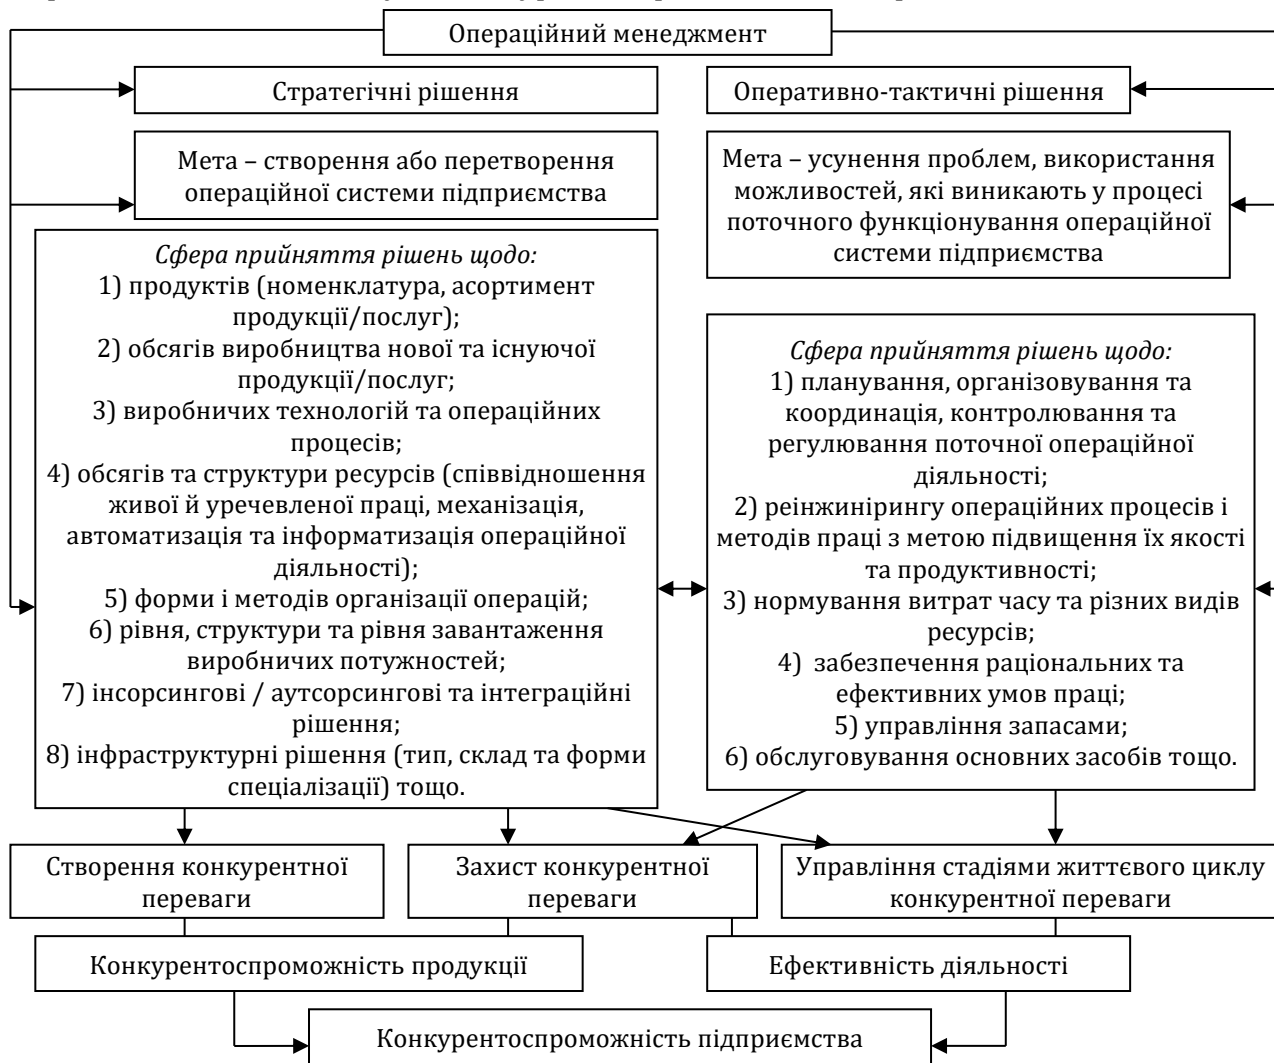 Операційний менеджмент
Стратегічні рішення
Оперативно-тактичні рішення
Мета – створення або перетворення
операційної системи підприємства
Мета – усунення проблем, використання
можливостей, які виникають у процесі
поточного функціонування операційної
системи підприємства
Сфера прийняття рішень щодо:
1) продуктів (номенклатура, асортимент
продукції/послуг);
2) обсягів виробництва нової та існуючої
продукції/послуг;
3) виробничих технологій та операційних
процесів;
4) обсягів та структури ресурсів (співвідношення
живої й уречевленої праці, механізація,
автоматизація та інформатизація операційної
діяльності);
5) форми і методів організації операцій;
6) рівня, структури та рівня завантаження
виробничих потужностей;
7) інсорсингові / аутсорсингові та інтеграційні
рішення;
8) інфраструктурні рішення (тип, склад та форми
спеціалізації) тощо.
Сфера прийняття рішень щодо:
1) планування, організовування та
координація, контролювання та
регулювання поточної операційної
діяльності;
2) реінжинірингу операційних процесів і
методів праці з метою підвищення їх якості
та продуктивності;
3) нормування витрат часу та різних видів
ресурсів;
4) забезпечення раціональних та
ефективних умов праці;
5) управління запасами;
6) обслуговування основних засобів тощо.
Створення конкурентної
переваги
Захист конкурентної
переваги
Управління стадіями життєвого циклу
конкурентної переваги
Конкурентоспроможність продукції
Ефективність діяльності
Конкурентоспроможність підприємства